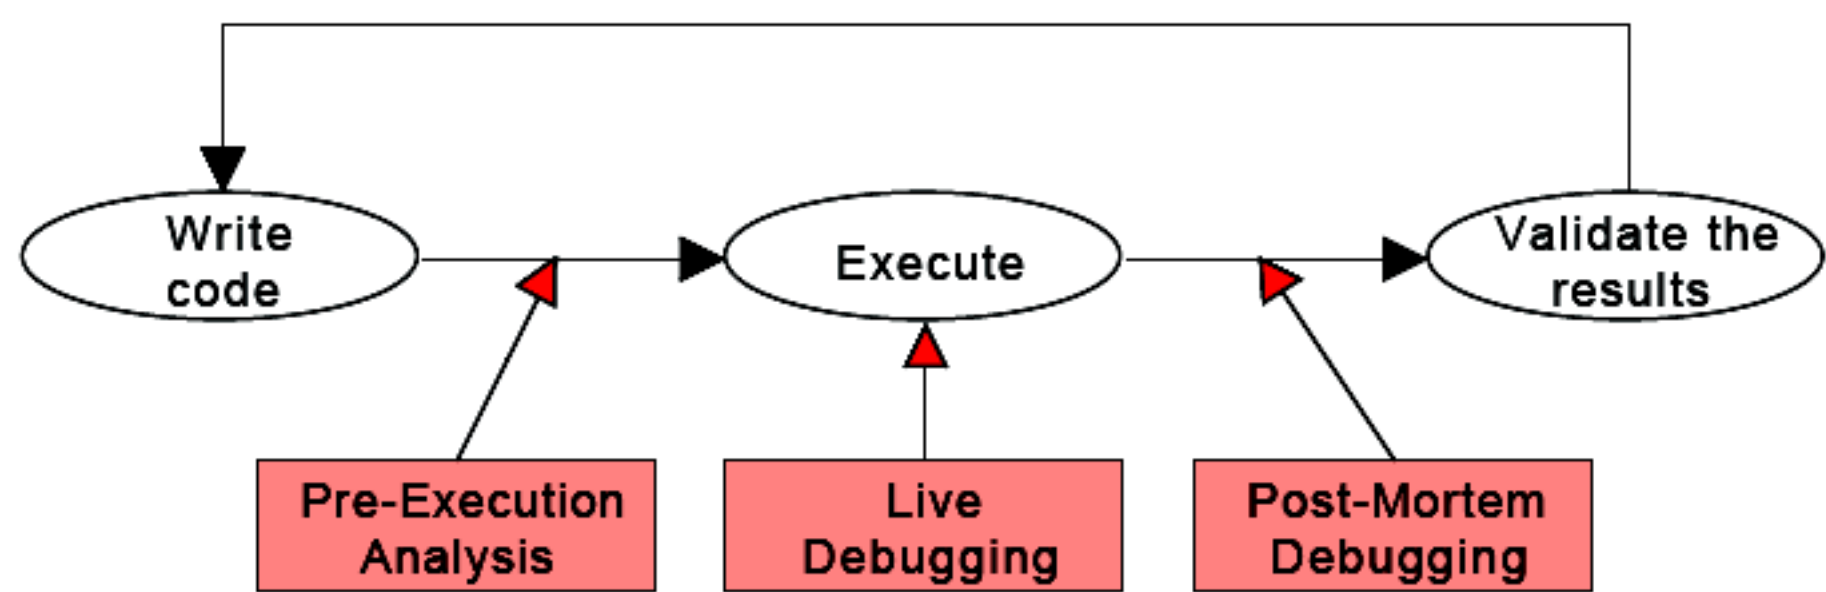 Write
code
Execute
Validate the
results
Pre-Execution
Analysis
Live
Debugging
Post-Mortem
Debugging